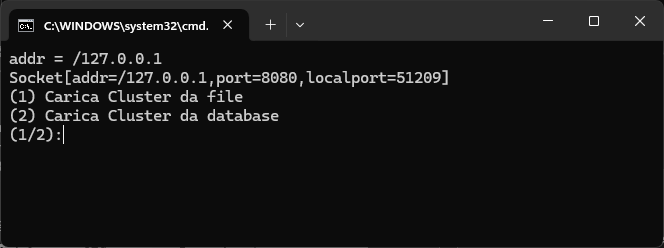 C:\WINDOWS\system32\cmd.
addr = /127.0.0.1
Socket[addr=/127.0.0.1,port=8080,localport=51209]
(1) Carica Cluster da file
(2) Carica Cluster da database
(1/2):